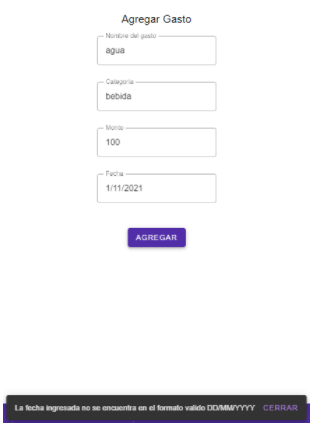 Agregar Gasto
Nombre del gasto
agua
Categoria
bebida
Monto
100
Fecha
1/11/2021
AGREGAR
La fecha ingresada no se encuentra en el formato valido DD/MM/YYYY CERRAR